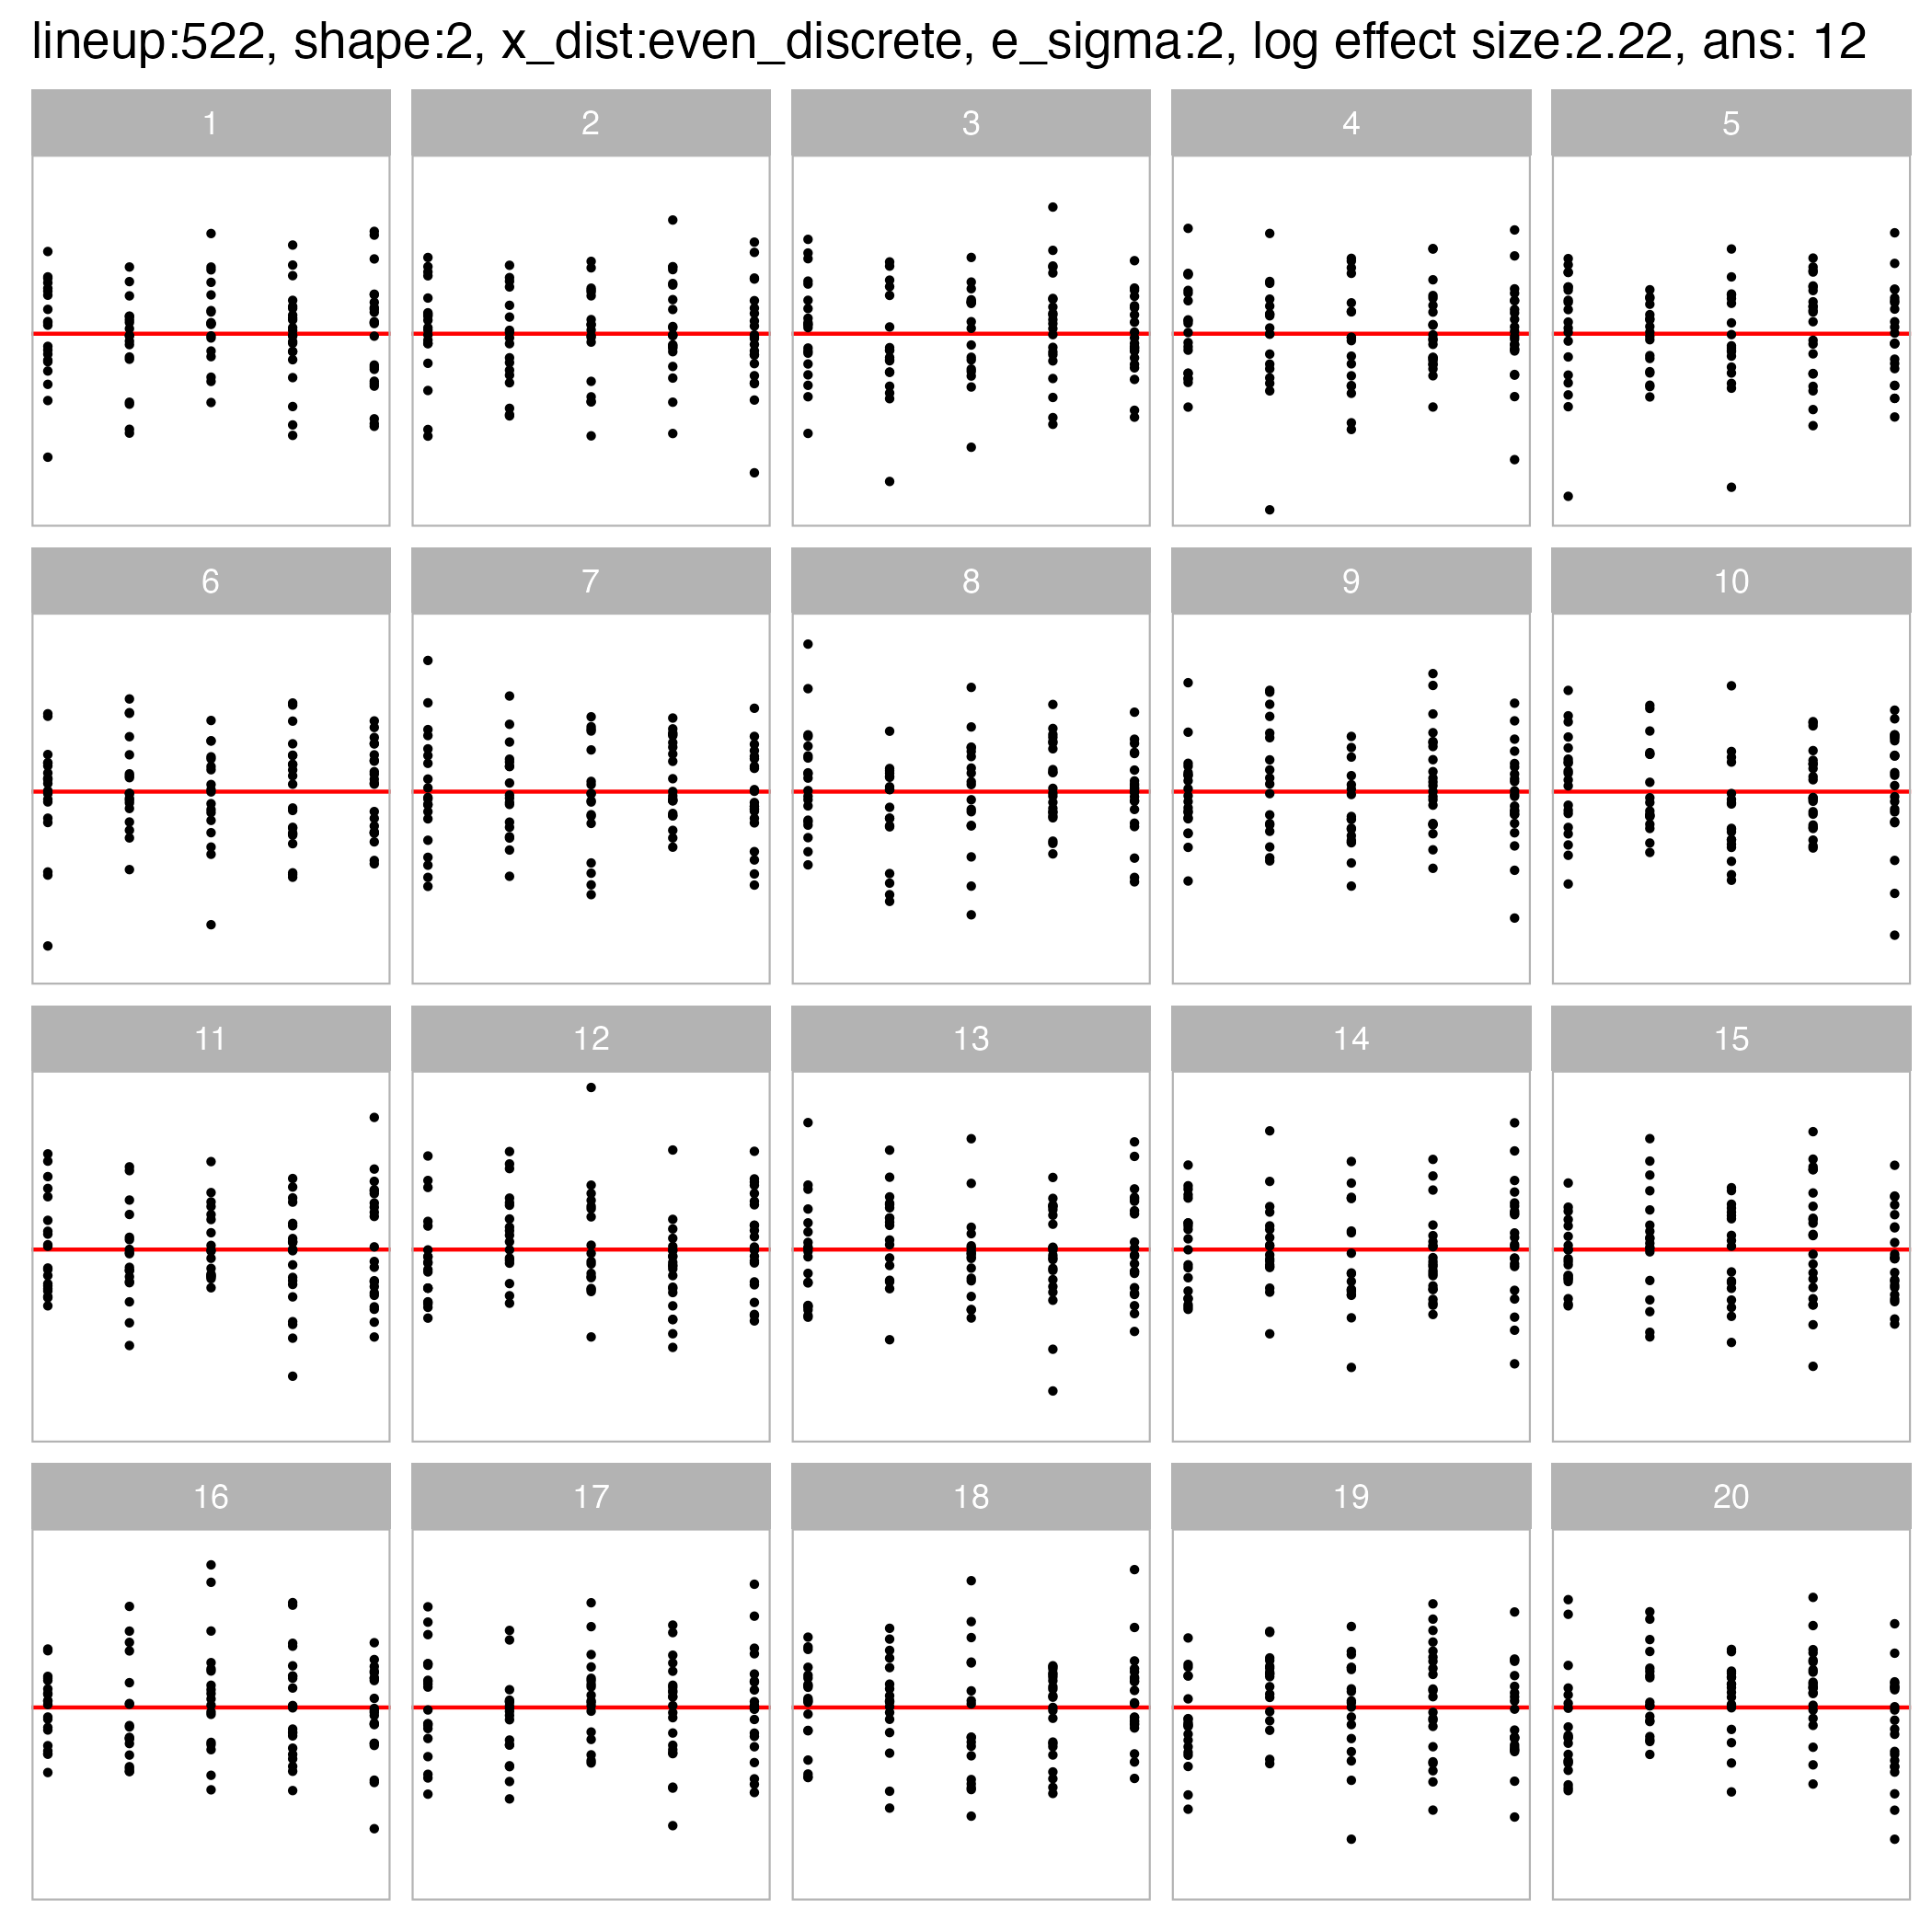 lineup:522, shape:2, x_dist:even_discrete, e_sigma:2, log effect size:2.22, ans: 12
1 2 3 4 5
6 7 8 9 10
11 12 13 14 15
16 17 18 19 20